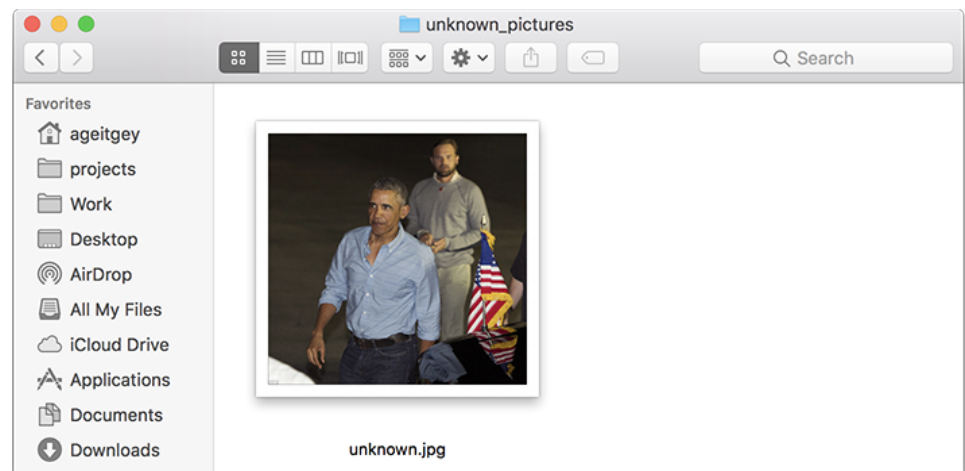 unknown_pictures
Search
Favorites
ageitgey
projects
Work
Desktop
AirDrop
All My Files
iCloud Drive
Applications
Documents
Downloads
unknown.jpg